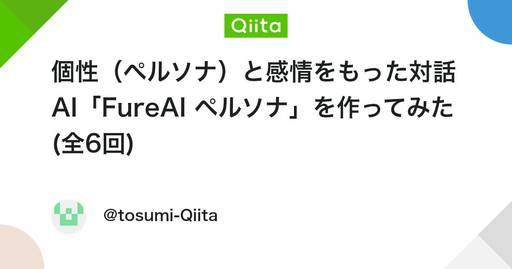 Qiita
個性（ペルソナ）と感情をもった対話
AI「FureAI ペルソナ」を作ってみた
(全6回)
@tosumi-Qiita